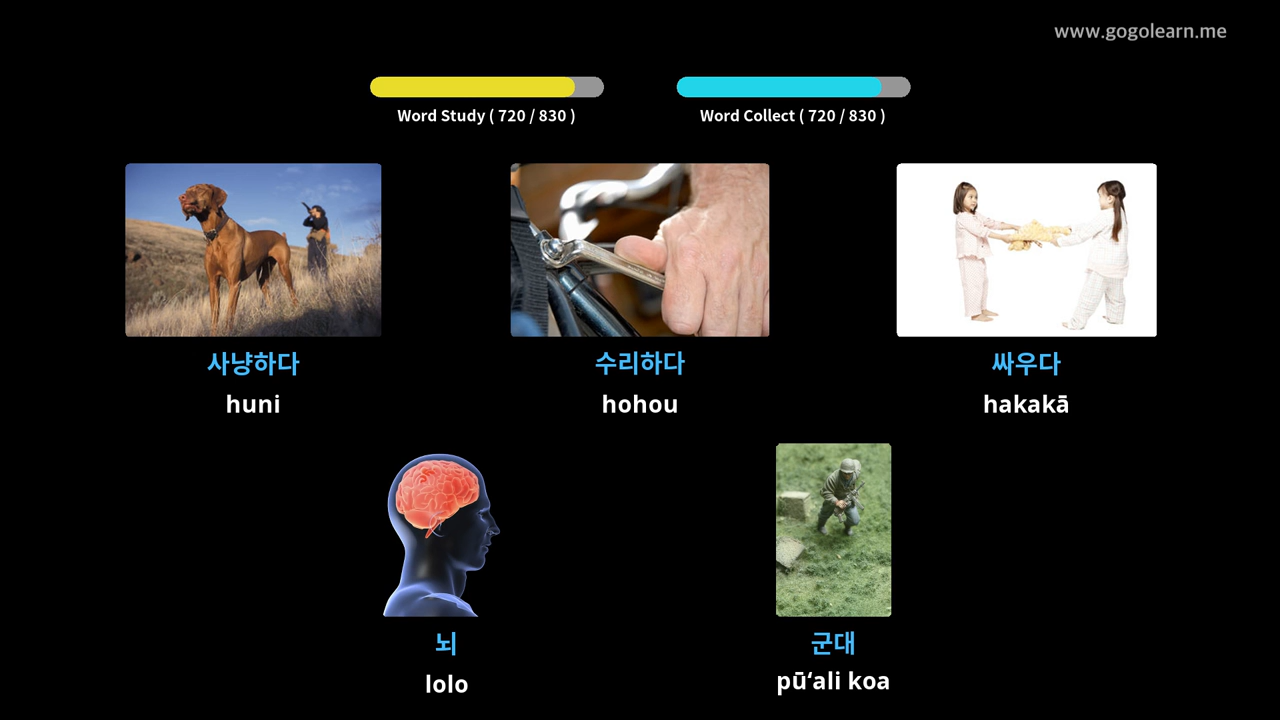 www.gogolearn.me
Word Study ( 720 / 830 )
Word Collect ( 720 / 830 )
사냥하다
huni
수리하다
hohou
싸우다
hakakā
뇌
lolo
군대
pūʻali koa